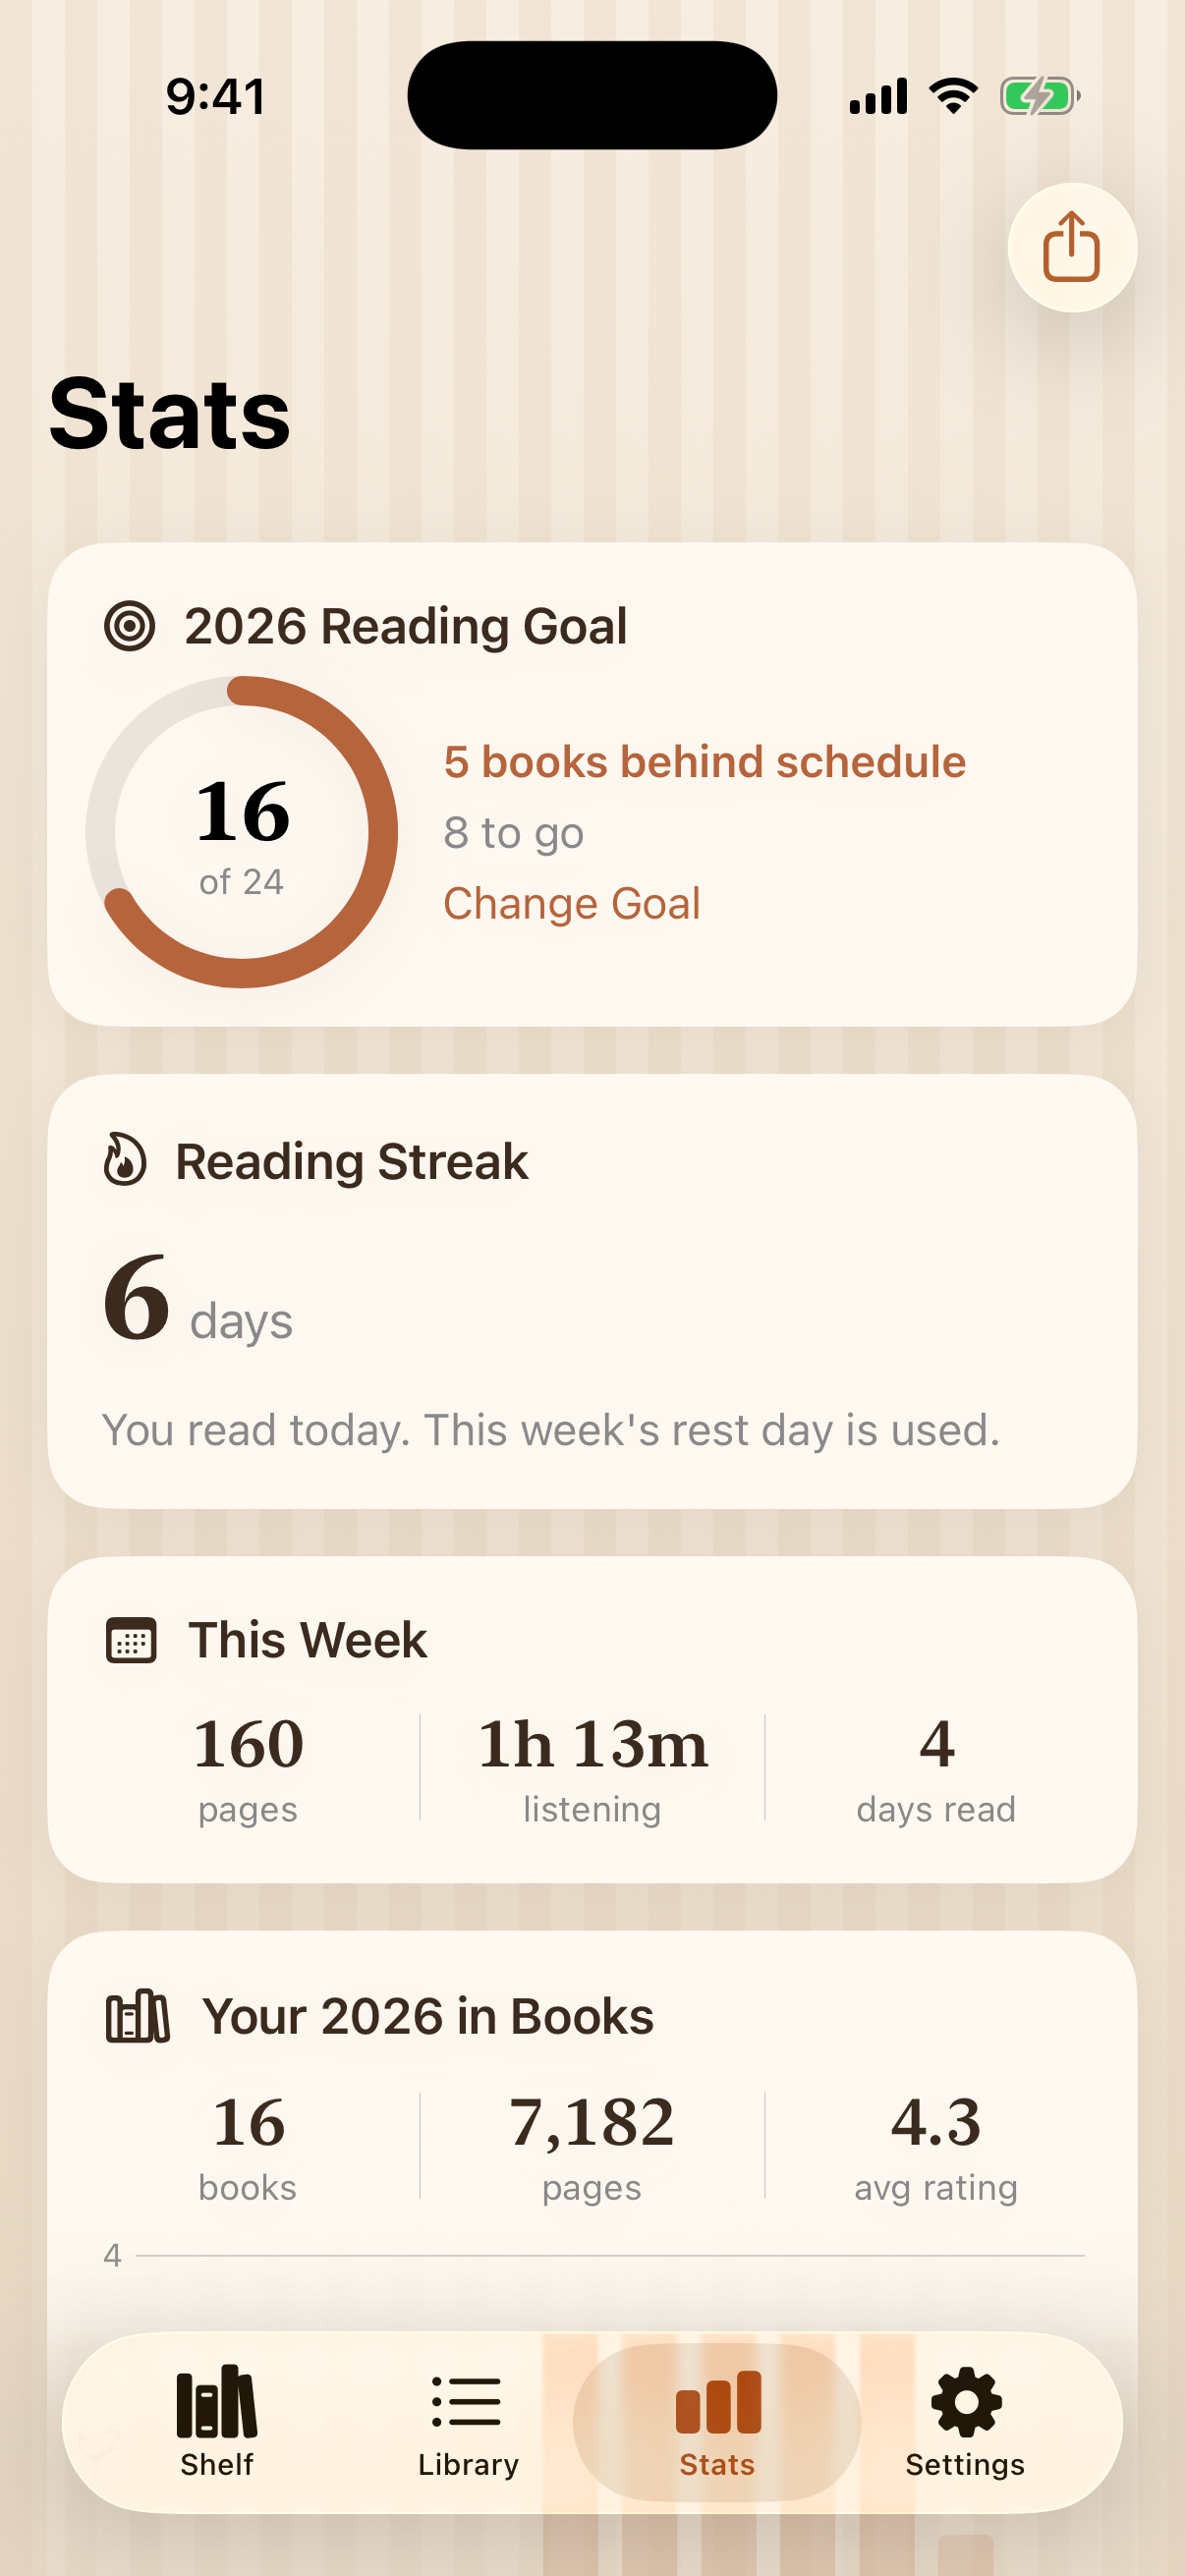 9:41
Stats
2026 Reading Goal
16
of 24
5 books behind schedule
8 to go
Change Goal
Reading Streak
6 days
You read today. This week's rest day is used.
This Week
160
pages
1h 13m
listening
4
days read
Your 2026 in Books
16
books
7,182
pages
4.3
avg rating
4
Shelf
Library
Stats
Settings